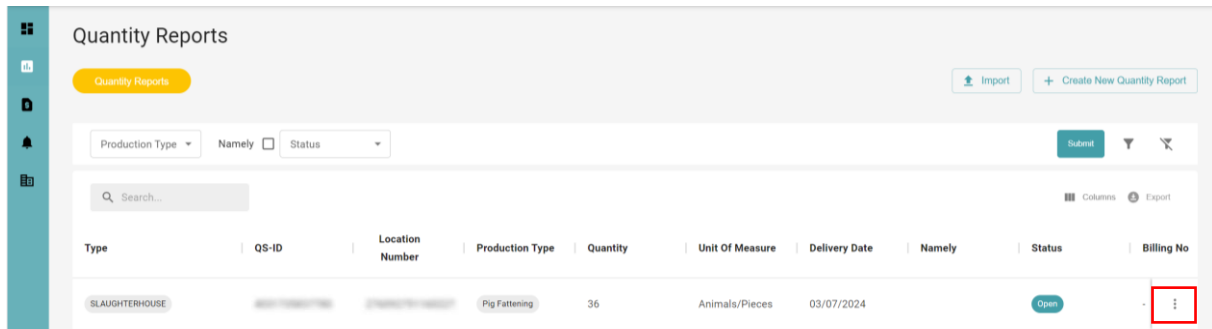 Quantity Reports
Quantity Reports
Import
+ Create New Quantity Report
Production Type
Namely
Status
Submit
Search...
Columns
Export
Type QS-ID Location Number Production Type Quantity Unit Of Measure Delivery Date Namely Status Billing No
SLAUGHTERHOUSE Pig Fattening 36 Animals/Pieces 03/07/2024 Open -